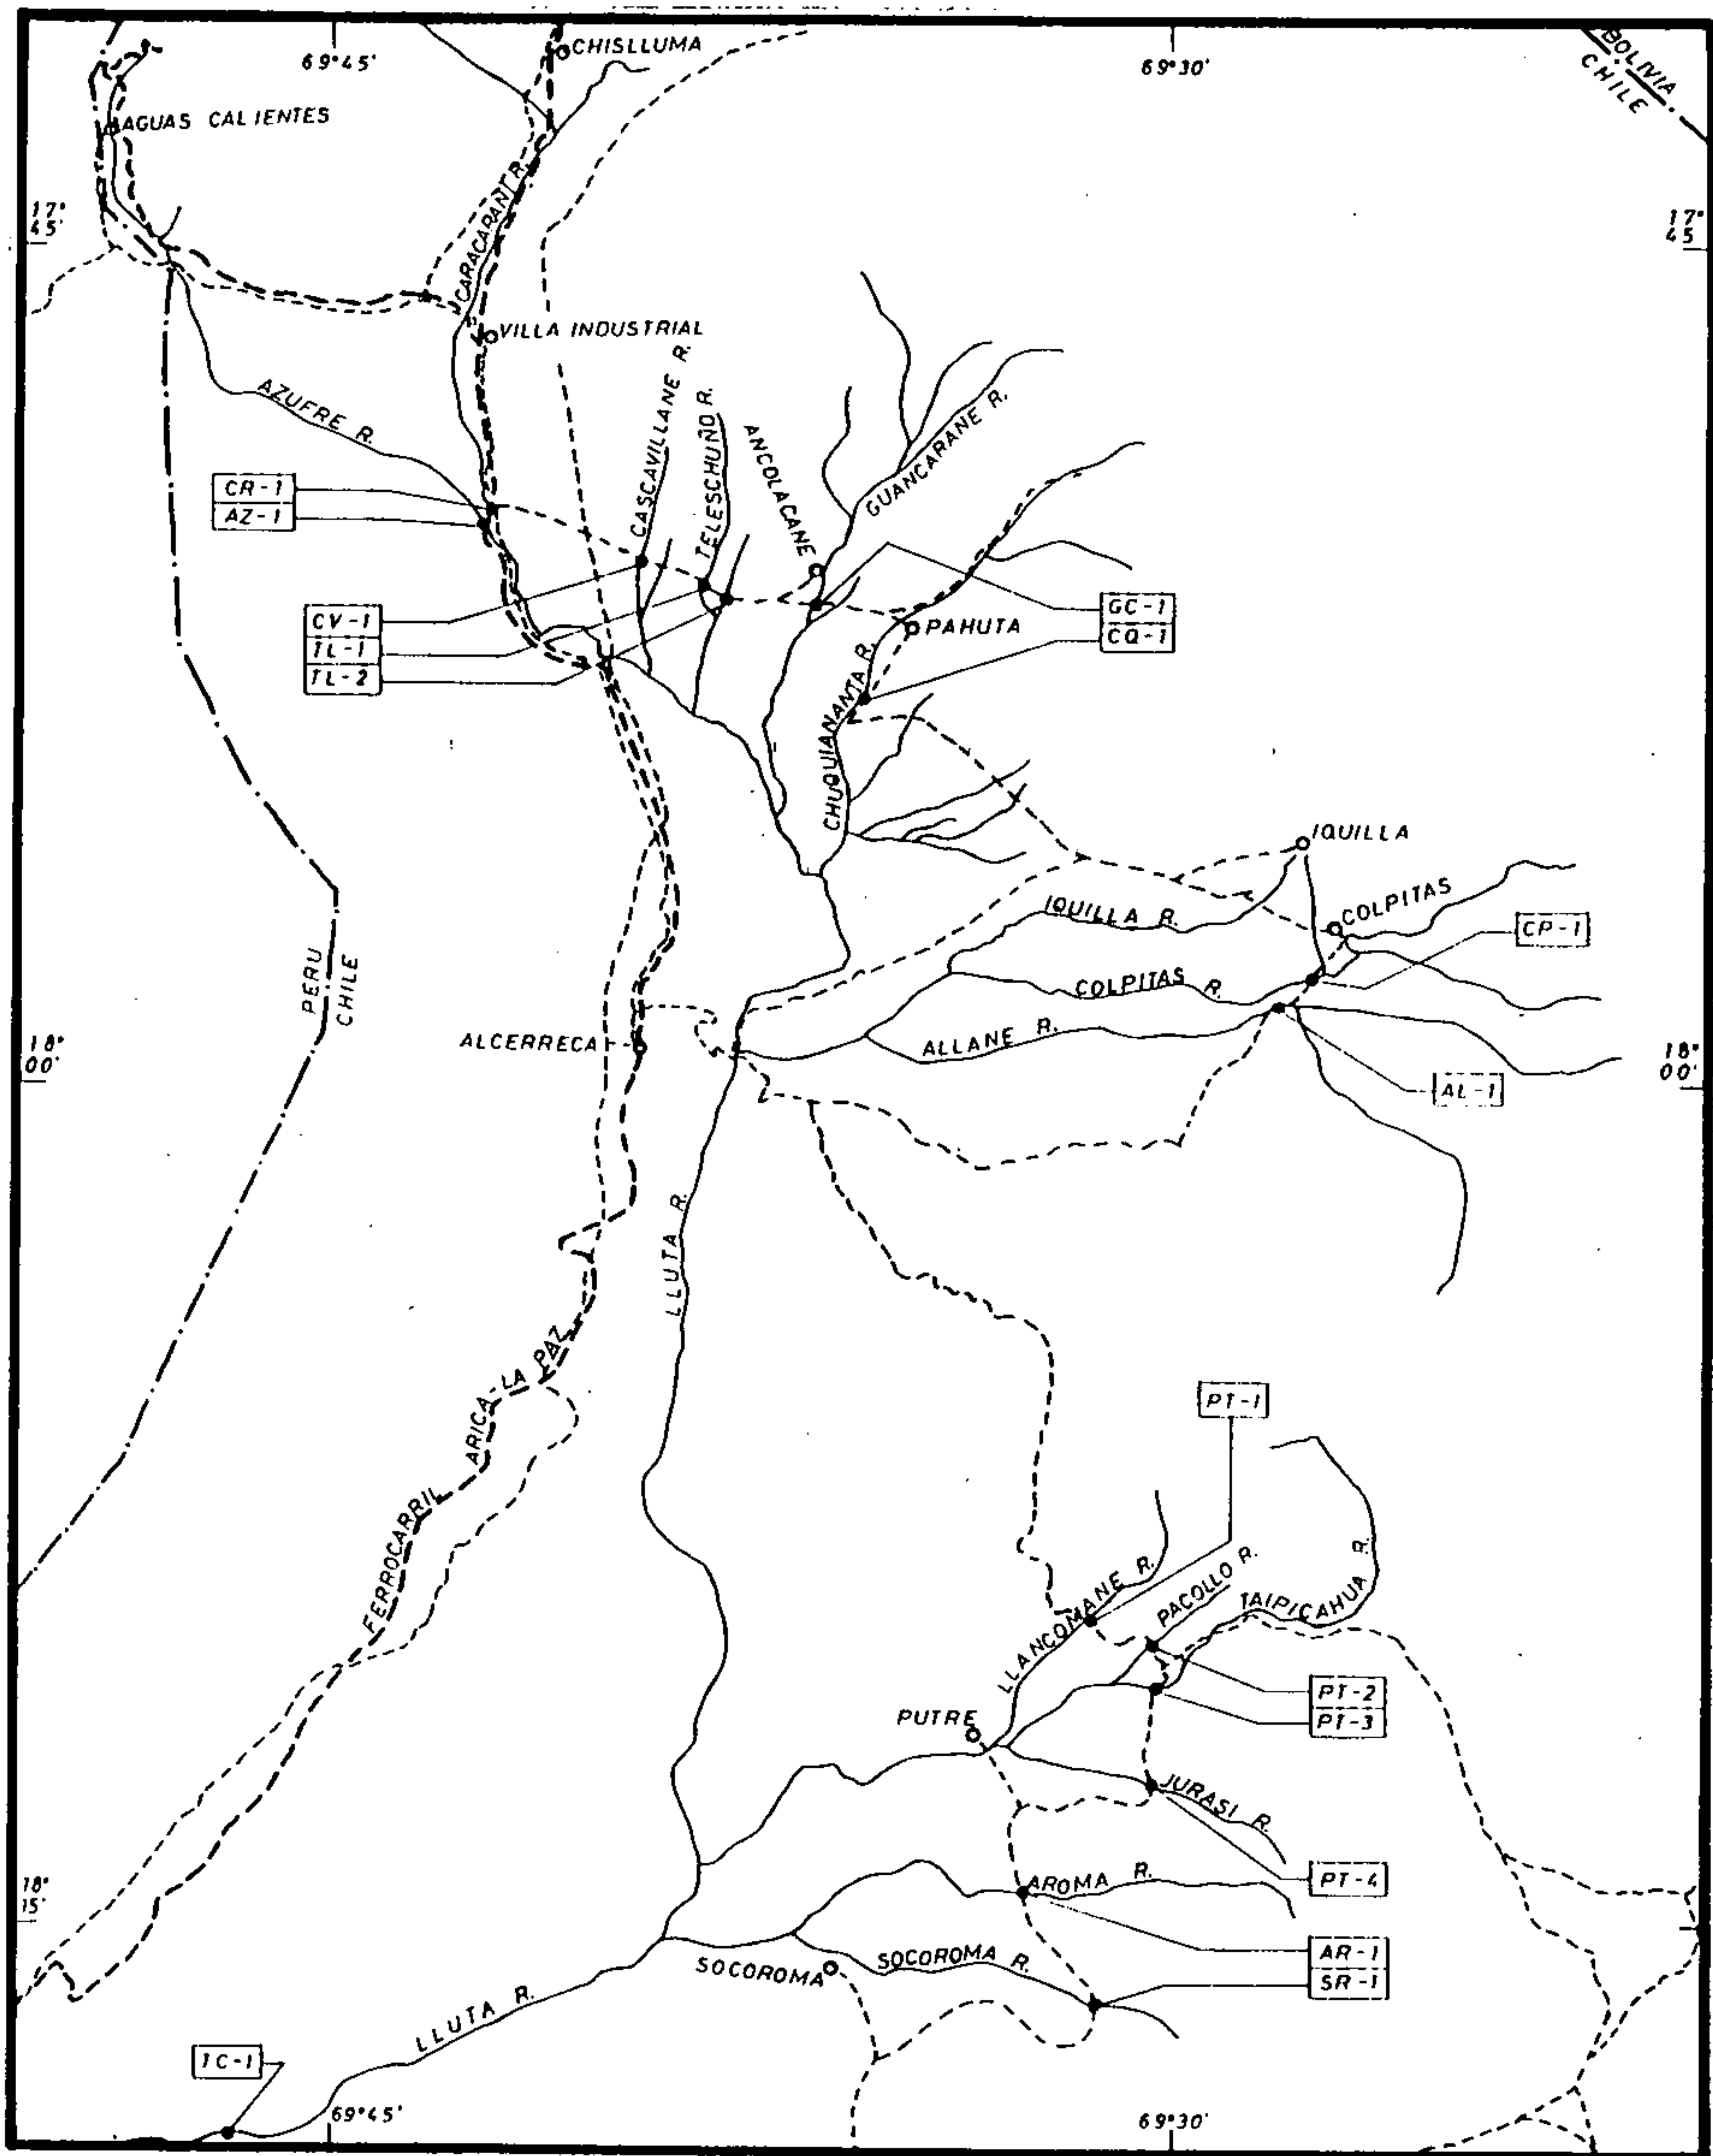 69°45'
CHISLLUMA
69°30'
BOLIVIA
CHILE
AGUAS CALIENTES
17°
45'
17°
45
CARACARANI R.
VILLA INDUSTRIAL
AZUFRE R.
CASCAVILLANE R.
TELESCHUÑO R.
ANCOLACANE
GUANCARANE R.
CR-1
AZ-1
CV-1
TL-1
TL-2
GC-1
CQ-1
PAHUTA
CHUQUIANANTA R.
IQUILLA
COLPITAS
IQUILLA R.
CP-1
COLPITAS R.
PERU
CHILE
ALCERRECA
ALLANE R.
18°
00'
18°
00'
AL-1
LLUTA R.
FERROCARRIL ARICA-LA PAZ
PT-1
LLANCOMANE R.
PACOLLO R.
TAIPICAHUA R.
PT-2
PT-3
PUTRE
JURASI R.
PT-4
AROMA R.
18°
15'
AR-1
SR-1
SOCOROMA
SOCOROMA R.
LLUTA R.
TC-1
69°45'
69°30'